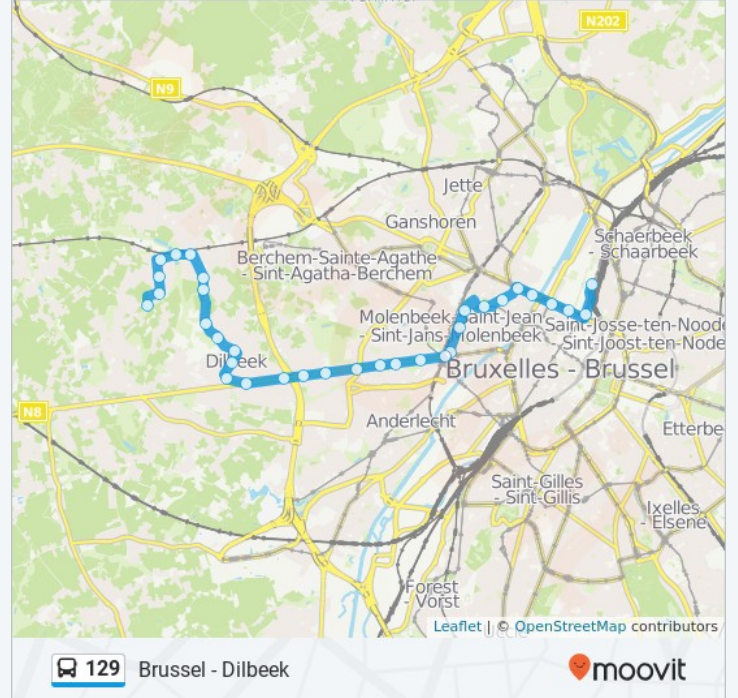 N202
N9
Jette
Ganshoren
Schaerbeek
- Schaarbeek
Berchem-Sainte-Agathe
- Sint-Agatha-Berchem
Molenbeek-Saint-Jean
- Sint-Jans-Molenbeek
Saint-Josse-ten-Noode
Sint-Joost-ten-Node
Dilbeek
Bruxelles - Brussel
N8
Anderlecht
Etterbe
Saint-Gilles
- Sint-Gillis
Ixelles
- Elsene
Forest
- Vorst
Leaflet | © OpenStreetMap contributors
129 Brussel - Dilbeek
moovit